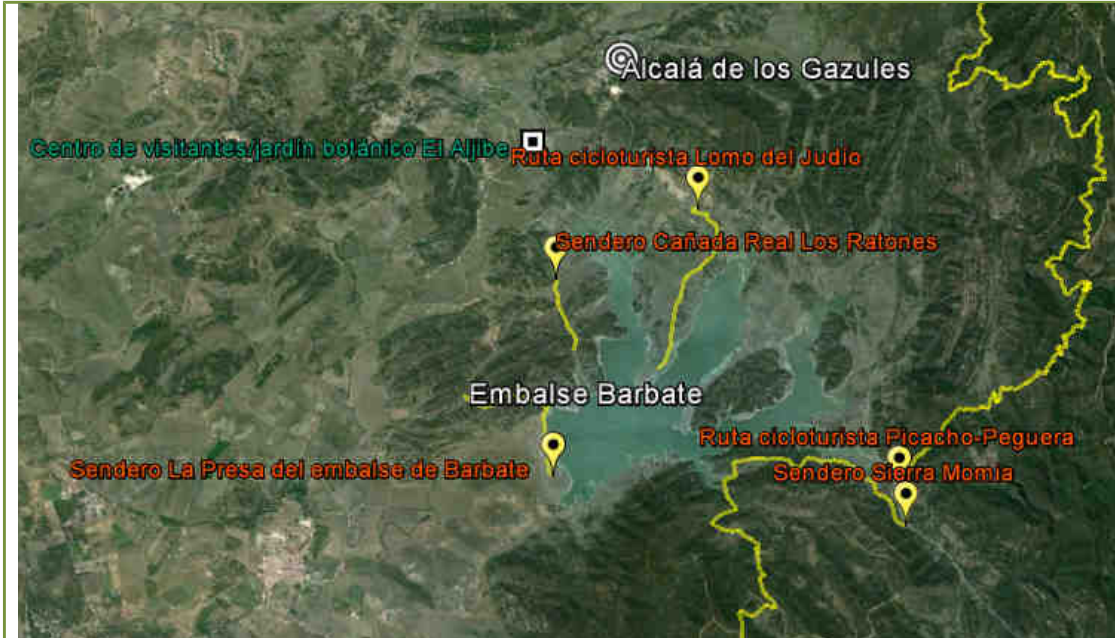 Alcalá de los Gazules
Centro de visitantes/jardín botánico El Aljibe
Ruta cicloturista Lomo del Judío
Sendero Cañada Real Los Ratones
Embalse Barbate
Ruta cicloturista Picacho-Peguera
Sendero La Presa del embalse de Barbate
Sendero Sierra Momia